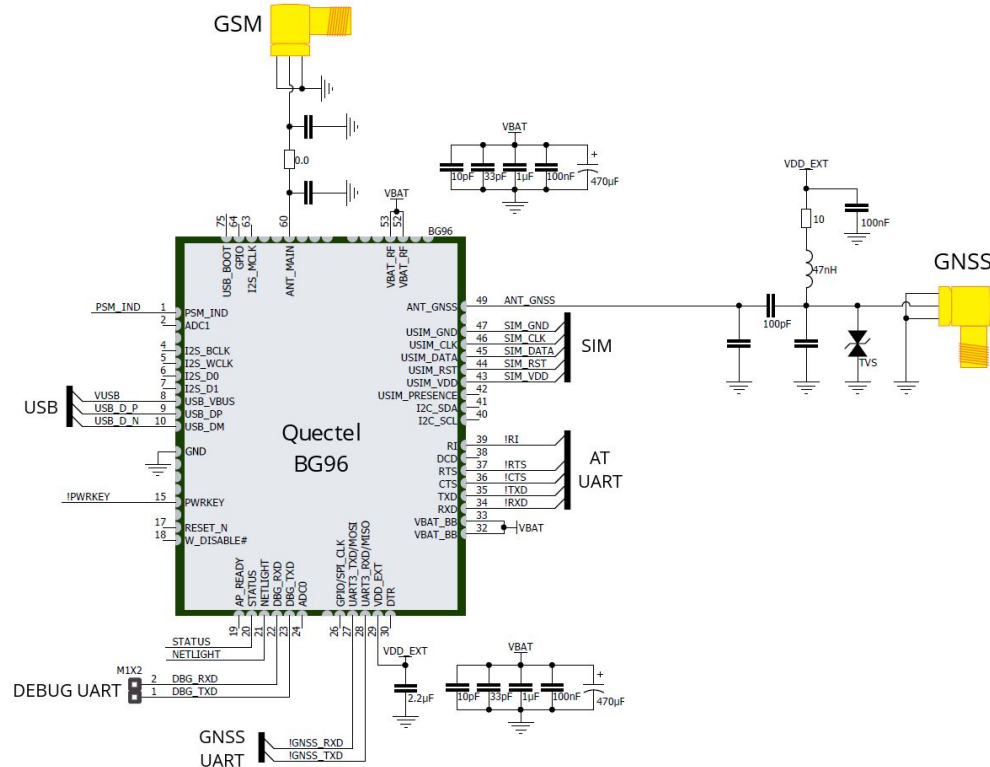 GSM
0.0
VBAT
10pF 33pF 1µF 100nF 470µF
+
VDD_EXT
10
100nF
47nH
GNSS
100pF
TVS
VBAT
75 64 63 60 53 52
BG96
USB_BOOT GPIO I2S_MCLK ANT_MAIN VBAT_RF VBAT_RF
PSM_IND 1 PSM_IND
2 ADC1
4 I2S_BCLK
5 I2S_WCLK
6 I2S_D0
7 I2S_D1
USB
VUSB 8 USB_VBUS
USB_D_P 9 USB_DP
USB_D_N 10 USB_DM
GND
!PWRKEY 15 PWRKEY
17 RESET_N
18 W_DISABLE#
Quectel
BG96
ANT_GNSS 49 ANT_GNSS
USIM_GND 47 SIM_GND
USIM_CLK 46 SIM_CLK
USIM_DATA 45 SIM_DATA
USIM_RST 44 SIM_RST
USIM_VDD 43 SIM_VDD
SIM
USIM_PRESENCE 42
I2C_SDA 41
I2C_SCL 40
RI 39 !RI
DCD 38
RTS 37 !RTS
CTS 36 !CTS
TXD 35 !TXD
RXD 34 !RXD
AT
UART
VBAT_BB 33
VBAT_BB 32
VBAT
AP_READY STATUS NETLIGHT DBG_RXD DBG_TXD ADC0 GPIO/SPI_CLK UART3_TXD/MOSI UART3_RXD/MISO VDD_EXT DTR
19 20 21 22 23 24 26 27 28 29 30
STATUS
NETLIGHT
M1X2
DEBUG UART
2 DBG_RXD
1 DBG_TXD
VDD_EXT
2.2µF
VBAT
10pF 33pF 1µF 100nF 470µF
+
GNSS
UART
!GNSS_RXD
!GNSS_TXD